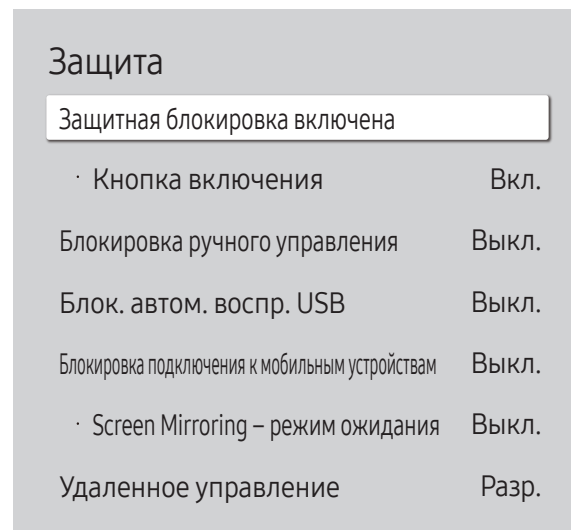 Защита
Защитная блокировка включена
· Кнопка включения Вкл.
Блокировка ручного управления Выкл.
Блок. автом. воспр. USB Выкл.
Блокировка подключения к мобильным устройствам Выкл.
· Screen Mirroring – режим ожидания Выкл.
Удаленное управление Разр.